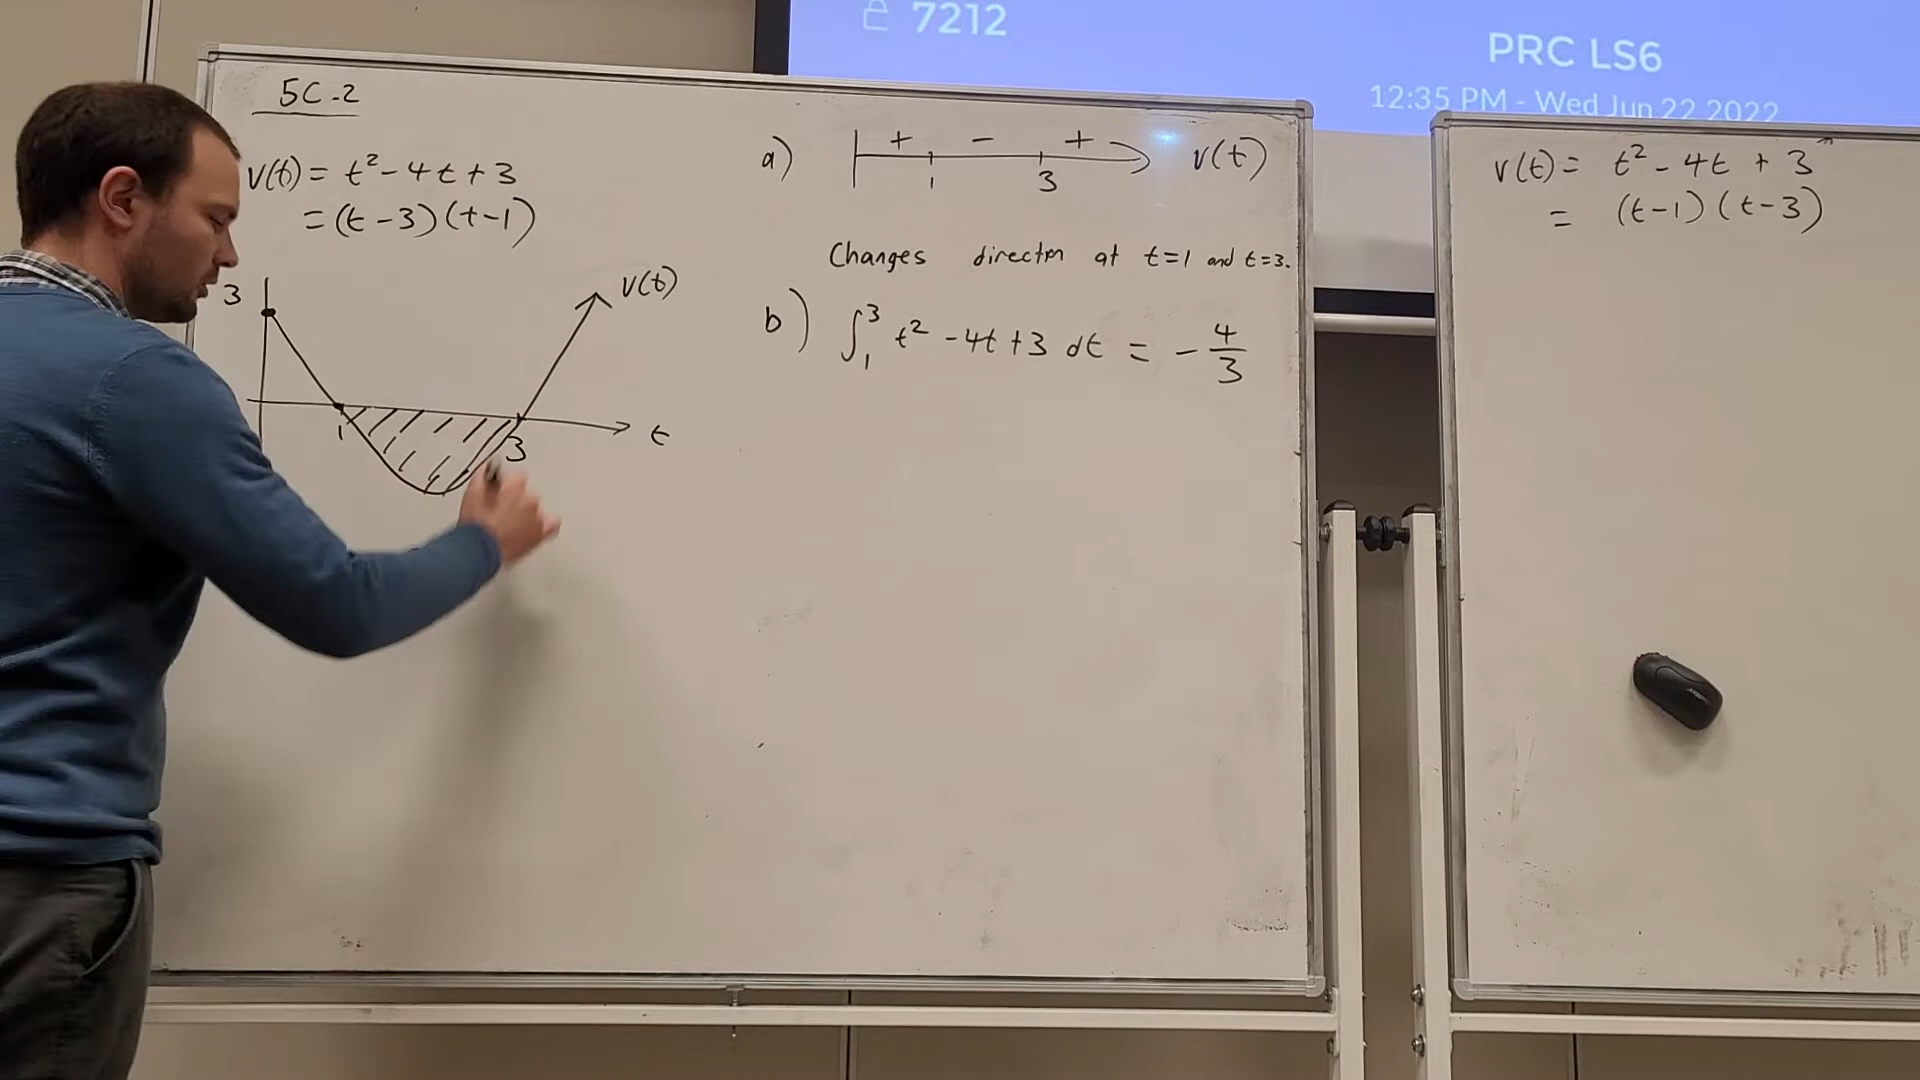 7212
PRC LS6
12:35 PM - Wed Jun 22 2022
5C-2
v(t) = t² - 4t + 3
= (t - 3)(t - 1)
3
v(t)
1
3
t
a)
+ - +
1 3
v(t)
Changes direction at t=1 and t=3.
b) ∫₁³ t² - 4t + 3 dt = - 4/3
v(t) = t² - 4t + 3
= (t-1)(t-3)